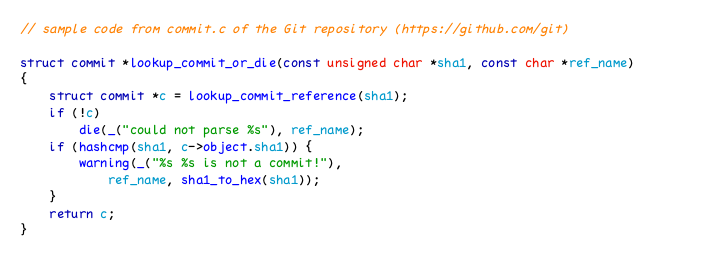 // sample code from commit.c of the Git repository (https://github.com/git)
struct commit *lookup_commit_or_die(const unsigned char *sha1, const char *ref_name)
{
    struct commit *c = lookup_commit_reference(sha1);
    if (!c)
        die(_("could not parse %s"), ref_name);
    if (hashcmp(sha1, c->object.sha1)) {
        warning(_("%s %s is not a commit!"),
            ref_name, sha1_to_hex(sha1));
    }
    return c;
}